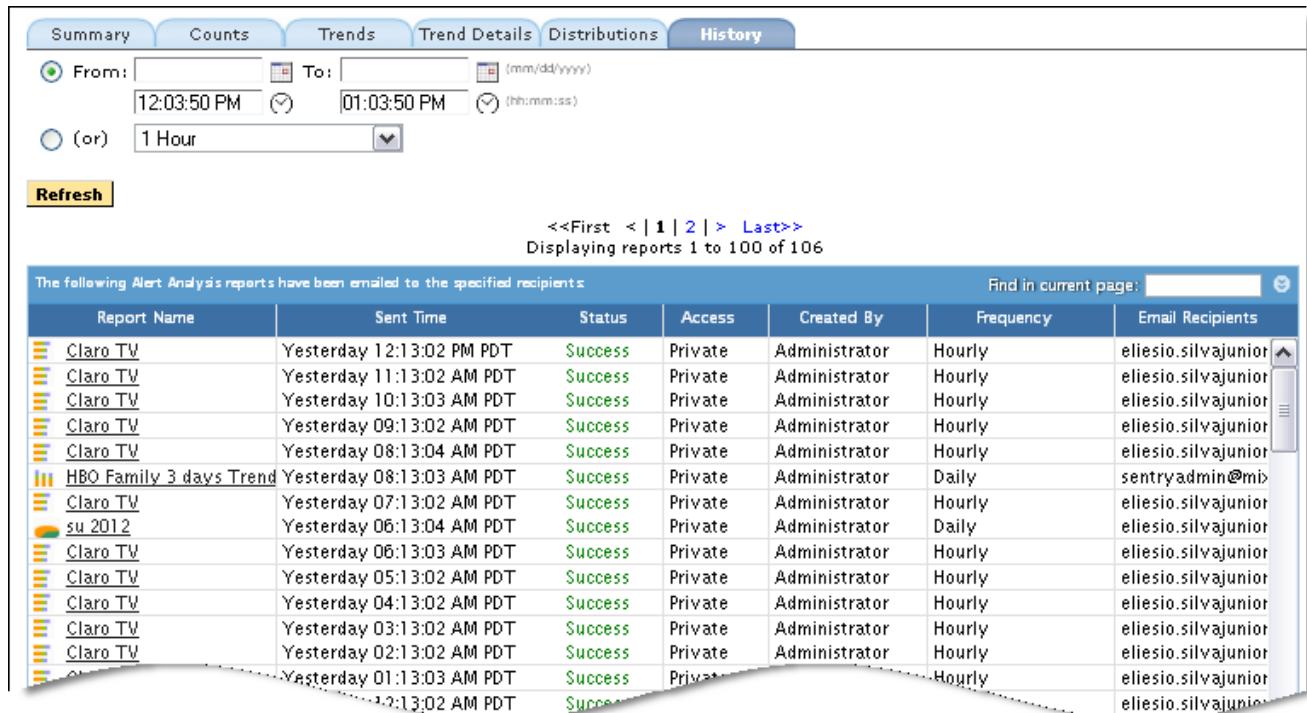 Summary Counts Trends Trend Details Distributions History
From: To: (mm/dd/yyyy)
12:03:50 PM 01:03:50 PM (hh:mm:ss)
(or) 1 Hour
Refresh
<<First < | 1 | 2 | > Last>>
Displaying reports 1 to 100 of 106
The following Alert Analysis reports have been emailed to the specified recipients: Find in current page:
Report Name Sent Time Status Access Created By Frequency Email Recipients
Claro TV Yesterday 12:13:02 PM PDT Success Private Administrator Hourly eliesio.silvajunior
Claro TV Yesterday 11:13:02 AM PDT Success Private Administrator Hourly eliesio.silvajunior
Claro TV Yesterday 10:13:03 AM PDT Success Private Administrator Hourly eliesio.silvajunior
Claro TV Yesterday 09:13:02 AM PDT Success Private Administrator Hourly eliesio.silvajunior
Claro TV Yesterday 08:13:04 AM PDT Success Private Administrator Hourly eliesio.silvajunior
HBO Family 3 days Trend Yesterday 08:13:03 AM PDT Success Private Administrator Daily sentryadmin@mix
Claro TV Yesterday 07:13:02 AM PDT Success Private Administrator Hourly eliesio.silvajunior
su 2012 Yesterday 06:13:04 AM PDT Success Private Administrator Daily eliesio.silvajunior
Claro TV Yesterday 06:13:03 AM PDT Success Private Administrator Hourly eliesio.silvajunior
Claro TV Yesterday 05:13:02 AM PDT Success Private Administrator Hourly eliesio.silvajunior
Claro TV Yesterday 04:13:02 AM PDT Success Private Administrator Hourly eliesio.silvajunior
Claro TV Yesterday 03:13:02 AM PDT Success Private Administrator Hourly eliesio.silvajunior
Claro TV Yesterday 02:13:02 AM PDT Success Private Administrator Hourly eliesio.silvajunior
Yesterday 01:13:03 AM PDT Success Hourly eliesio.silvajunior
:13:02 AM PDT eliesio.silvajunior